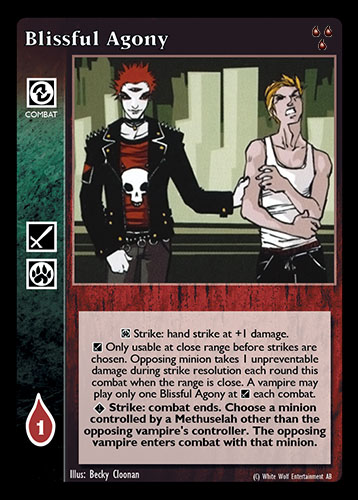 Blissful Agony
COMBAT
Strike: hand strike at +1 damage.
Only usable at close range before strikes are
chosen. Opposing minion takes 1 unpreventable
damage during strike resolution each round this
combat when the range is close. A vampire may
play only one Blissful Agony at each combat.
Strike: combat ends. Choose a minion
controlled by a Methuselah other than the
opposing vampire's controller. The opposing
vampire enters combat with that minion.
1
Illus: Becky Cloonan
(C) White Wolf Entertainment AB